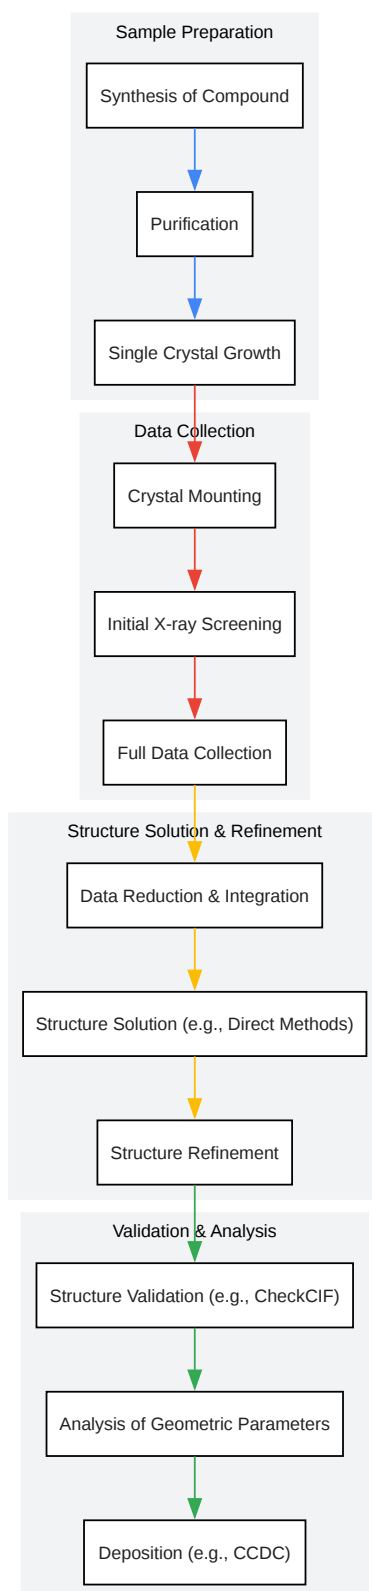 Sample Preparation
Synthesis of Compound
Purification
Single Crystal Growth
Data Collection
Crystal Mounting
Initial X-ray Screening
Full Data Collection
Structure Solution & Refinement
Data Reduction & Integration
Structure Solution (e.g., Direct Methods)
Structure Refinement
Validation & Analysis
Structure Validation (e.g., CheckCIF)
Analysis of Geometric Parameters
Deposition (e.g., CCDC)